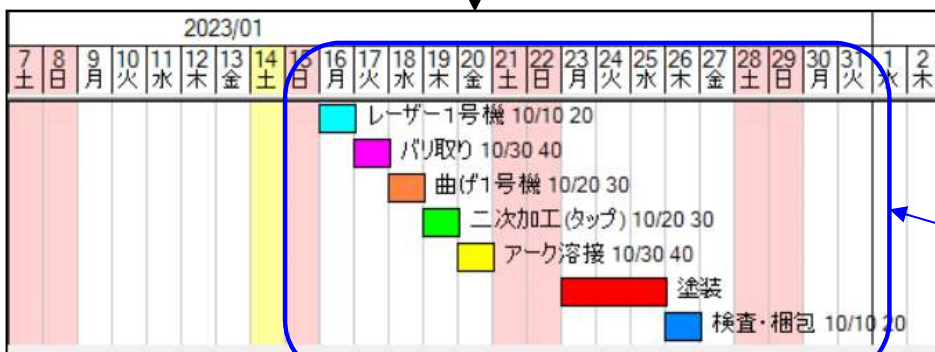 2023/01
7 8 9 10 11 12 13 14 15 16 17 18 19 20 21 22 23 24 25 26 27 28 29 30 31 1 2
土 日 月 火 水 木 金 土 日 月 火 水 木 金 土 日 月 火 水 木 金 土 日 月 火 水 木
レーザー1号機 10/10 20
バリ取り 10/30 40
曲げ1号機 10/20 30
二次加工(タップ) 10/20 30
アーク溶接 10/30 40
塗装
検査・梱包 10/10 20